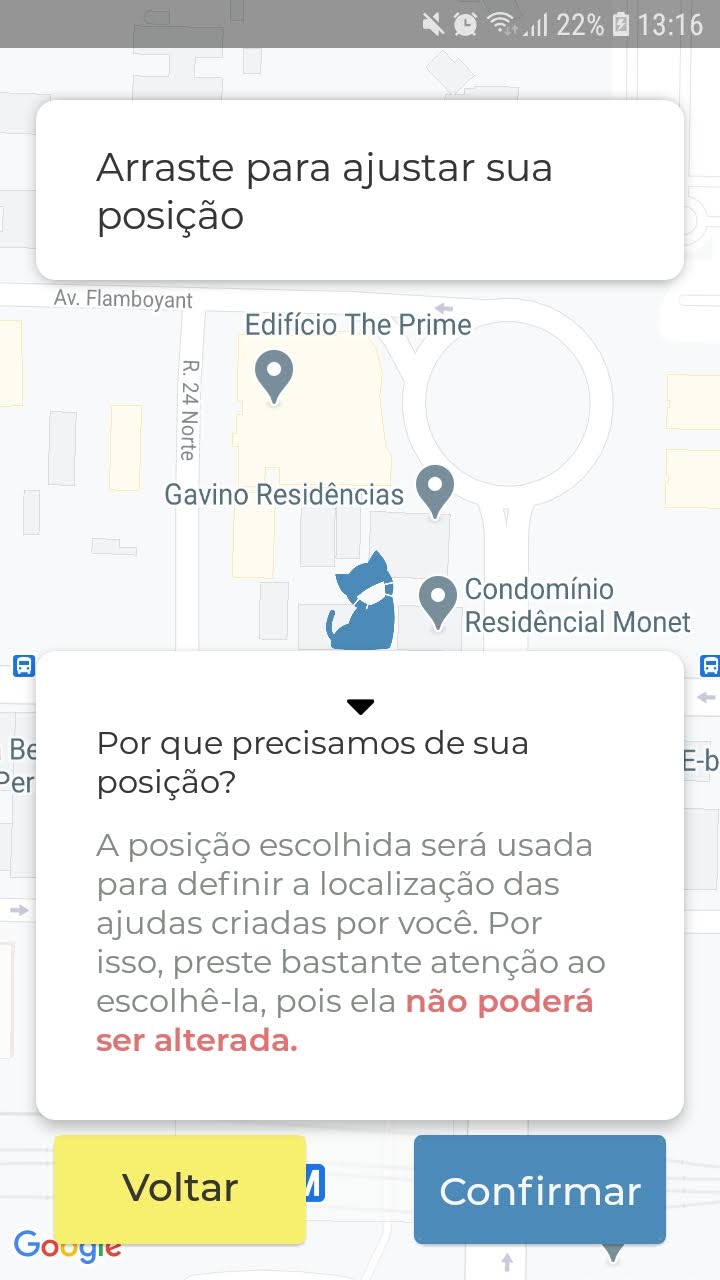 22% 13:16
Arraste para ajustar sua
posição
Av. Flamboyant
Edifício The Prime
R. 24 Norte
Gavino Residências
Condomínio
Residêncial Monet
Por que precisamos de sua
posição?
Be
Per
E-b
A posição escolhida será usada
para definir a localização das
ajudas criadas por você. Por
isso, preste bastante atenção ao
escolhê-la, pois ela não poderá
ser alterada.
Voltar
Confirmar
Google